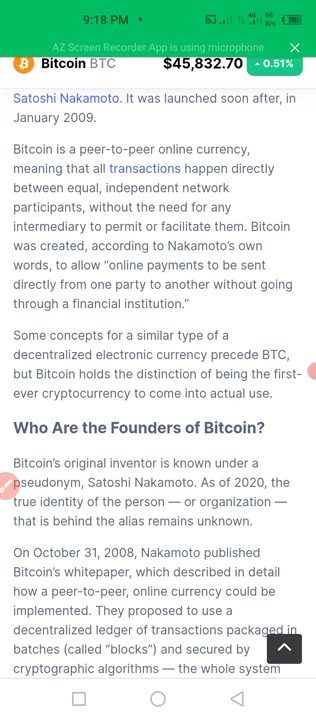 9:18 PM
4G
66
B/s
AZ Screen Recorder App is using microphone
Bitcoin BTC $45,832.70 0.51%
Satoshi Nakamoto. It was launched soon after, in
January 2009.
Bitcoin is a peer-to-peer online currency,
meaning that all transactions happen directly
between equal, independent network
participants, without the need for any
intermediary to permit or facilitate them. Bitcoin
was created, according to Nakamoto’s own
words, to allow “online payments to be sent
directly from one party to another without going
through a financial institution.”
Some concepts for a similar type of a
decentralized electronic currency precede BTC,
but Bitcoin holds the distinction of being the first-
ever cryptocurrency to come into actual use.
Who Are the Founders of Bitcoin?
Bitcoin’s original inventor is known under a
pseudonym, Satoshi Nakamoto. As of 2020, the
true identity of the person — or organization —
that is behind the alias remains unknown.
On October 31, 2008, Nakamoto published
Bitcoin’s whitepaper, which described in detail
how a peer-to-peer, online currency could be
implemented. They proposed to use a
decentralized ledger of transactions packaged in
batches (called “blocks”) and secured by
cryptographic algorithms — the whole system